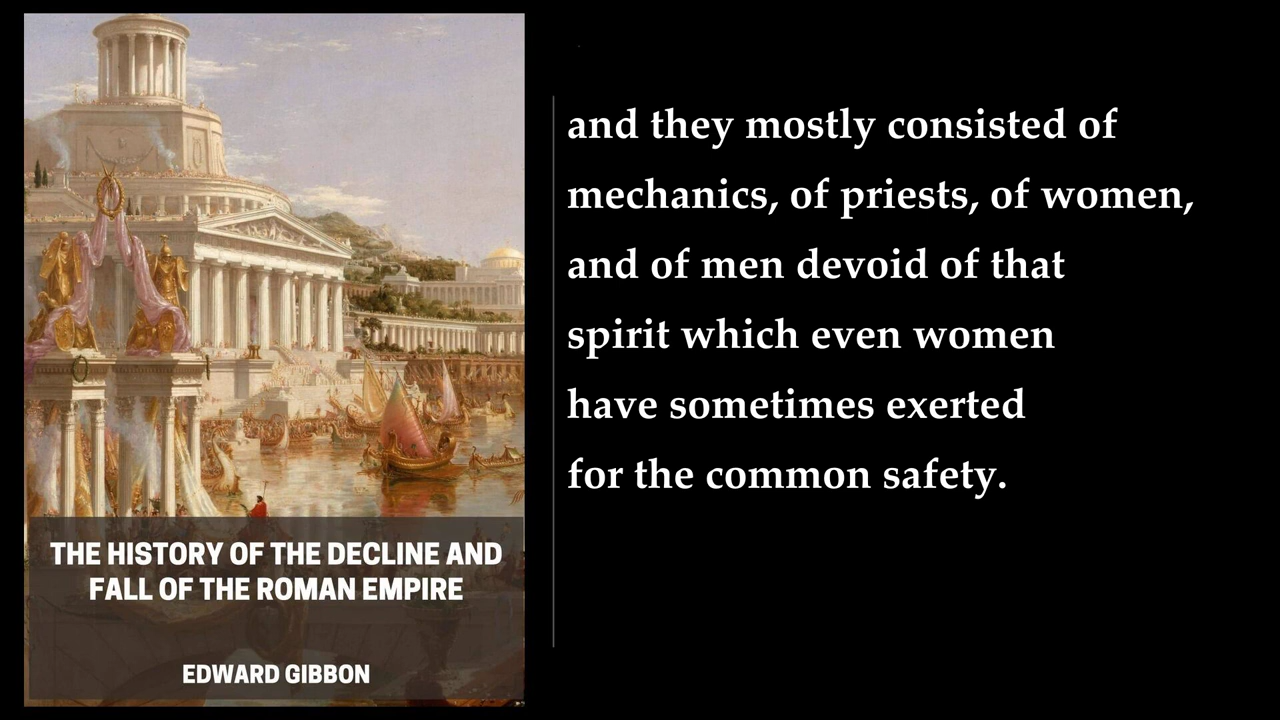 THE HISTORY OF THE DECLINE AND
FALL OF THE ROMAN EMPIRE
EDWARD GIBBON
and they mostly consisted of
mechanics, of priests, of women,
and of men devoid of that
spirit which even women
have sometimes exerted
for the common safety.